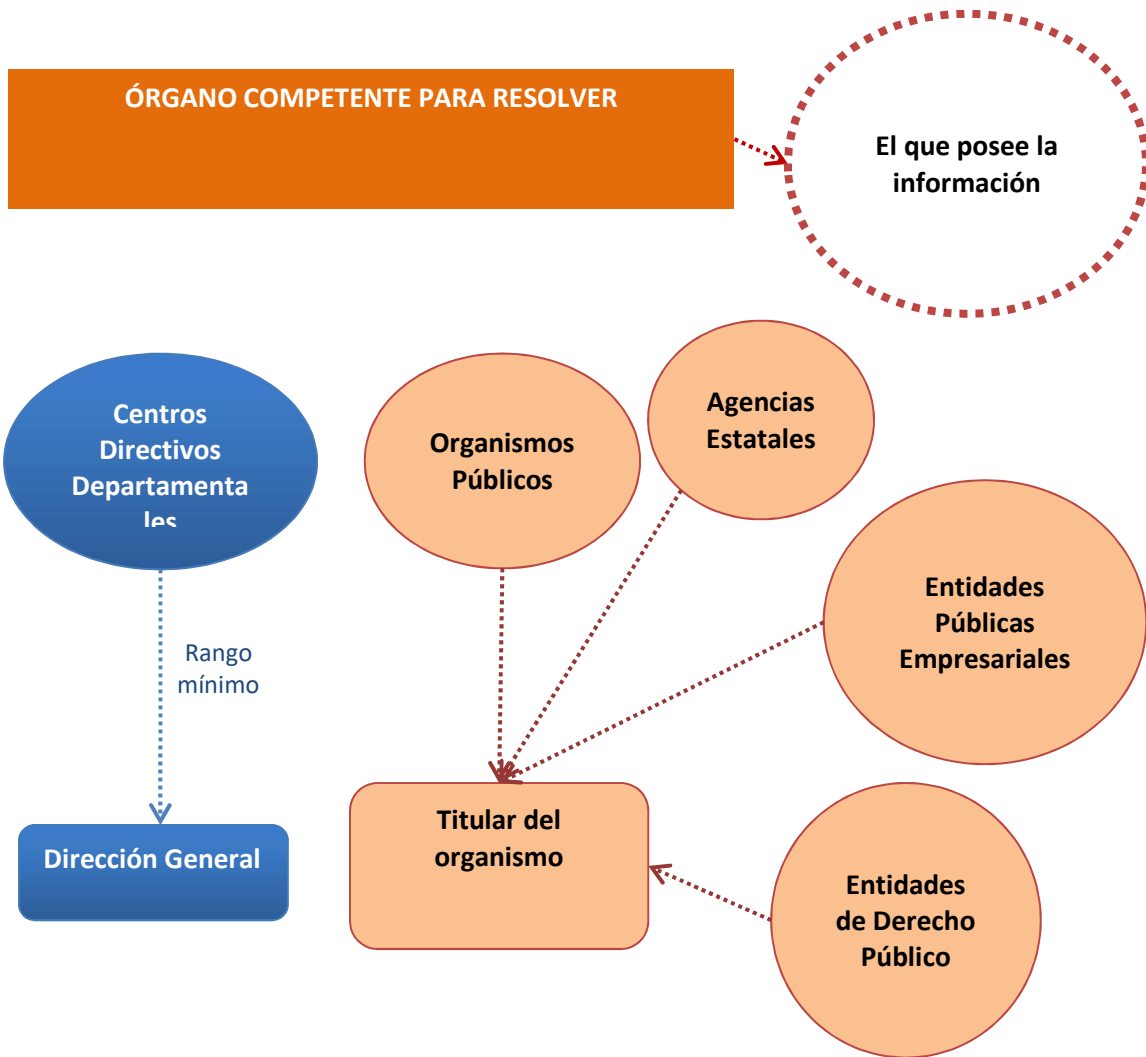 ÓRGANO COMPETENTE PARA RESOLVER
El que posee la
información
Centros
Directivos
Departamenta
les
Organismos
Públicos
Agencias
Estatales
Entidades
Públicas
Empresariales
Rango
mínimo
Dirección General
Titular del
organismo
Entidades
de Derecho
Público